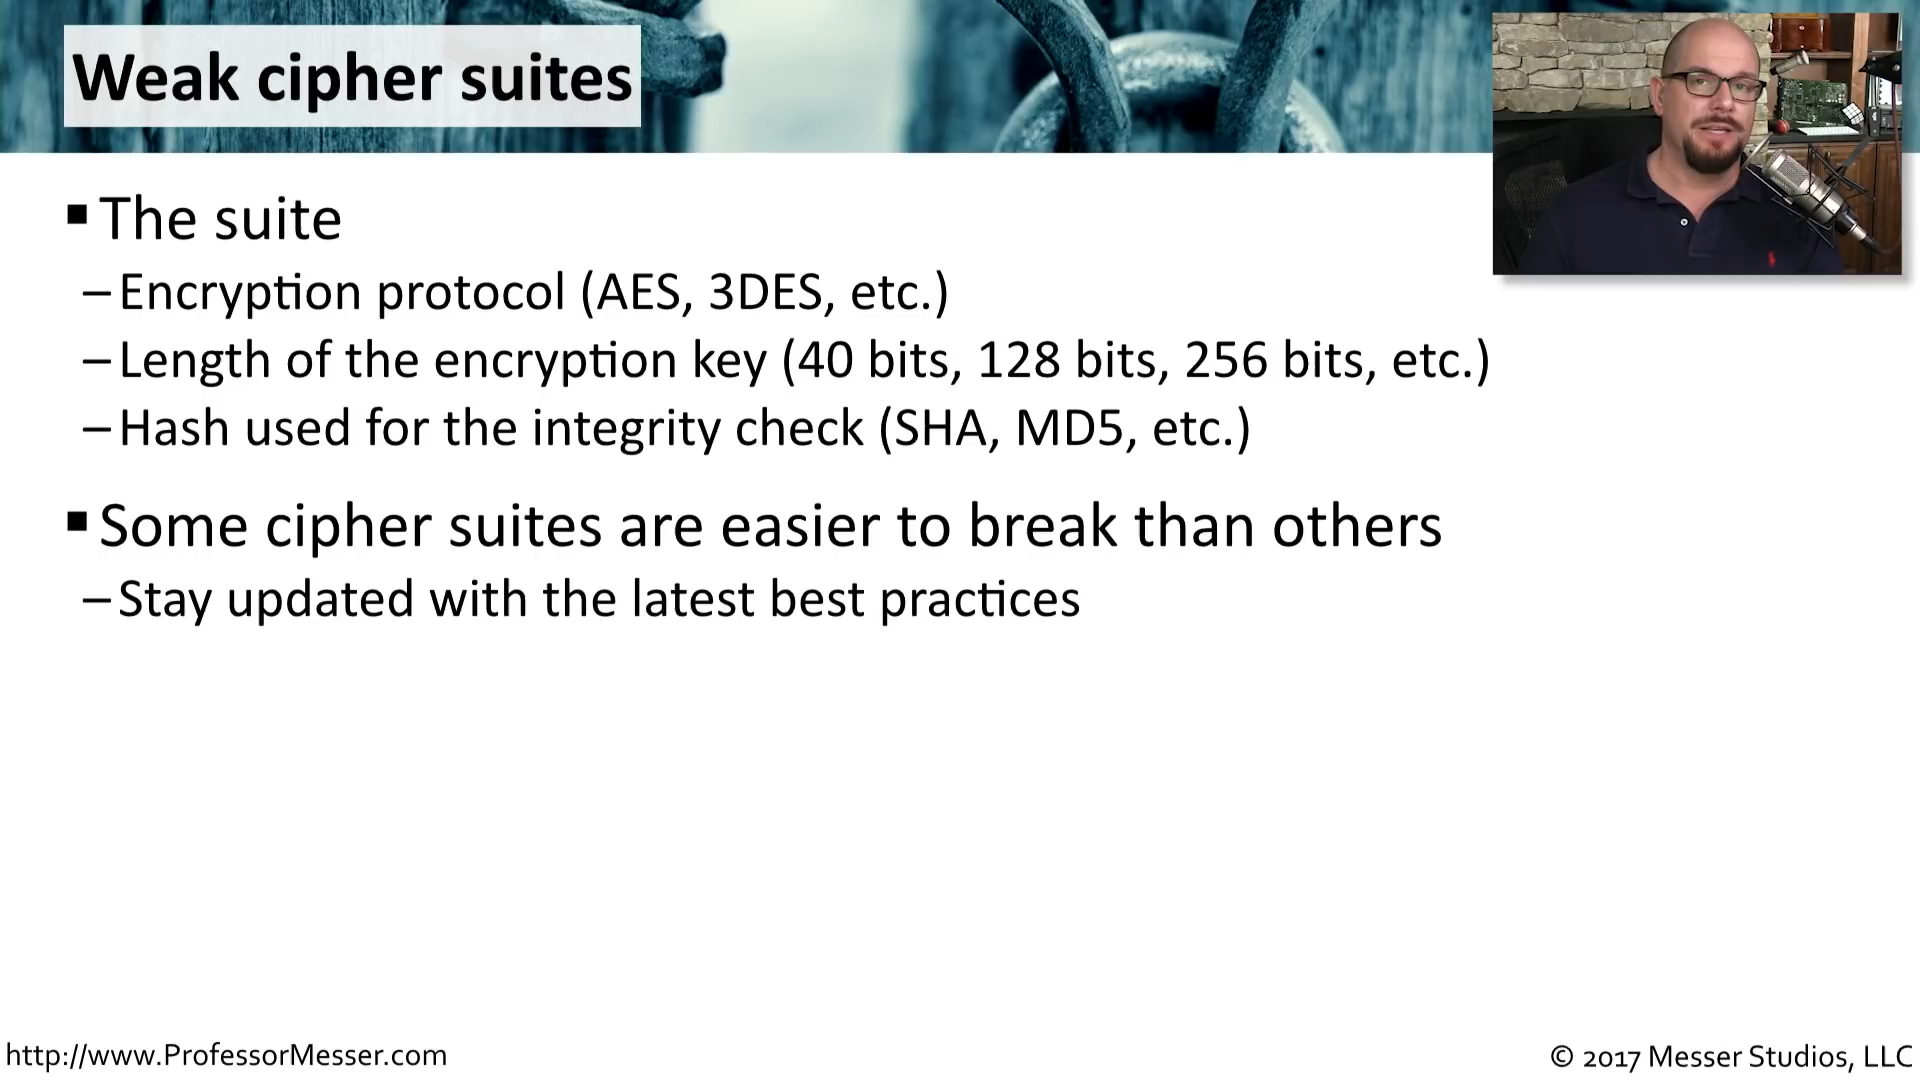 Weak cipher suites
▪ The suite
– Encryption protocol (AES, 3DES, etc.)
– Length of the encryption key (40 bits, 128 bits, 256 bits, etc.)
– Hash used for the integrity check (SHA, MD5, etc.)
▪ Some cipher suites are easier to break than others
– Stay updated with the latest best practices
http://www.ProfessorMesser.com
© 2017 Messer Studios, LLC